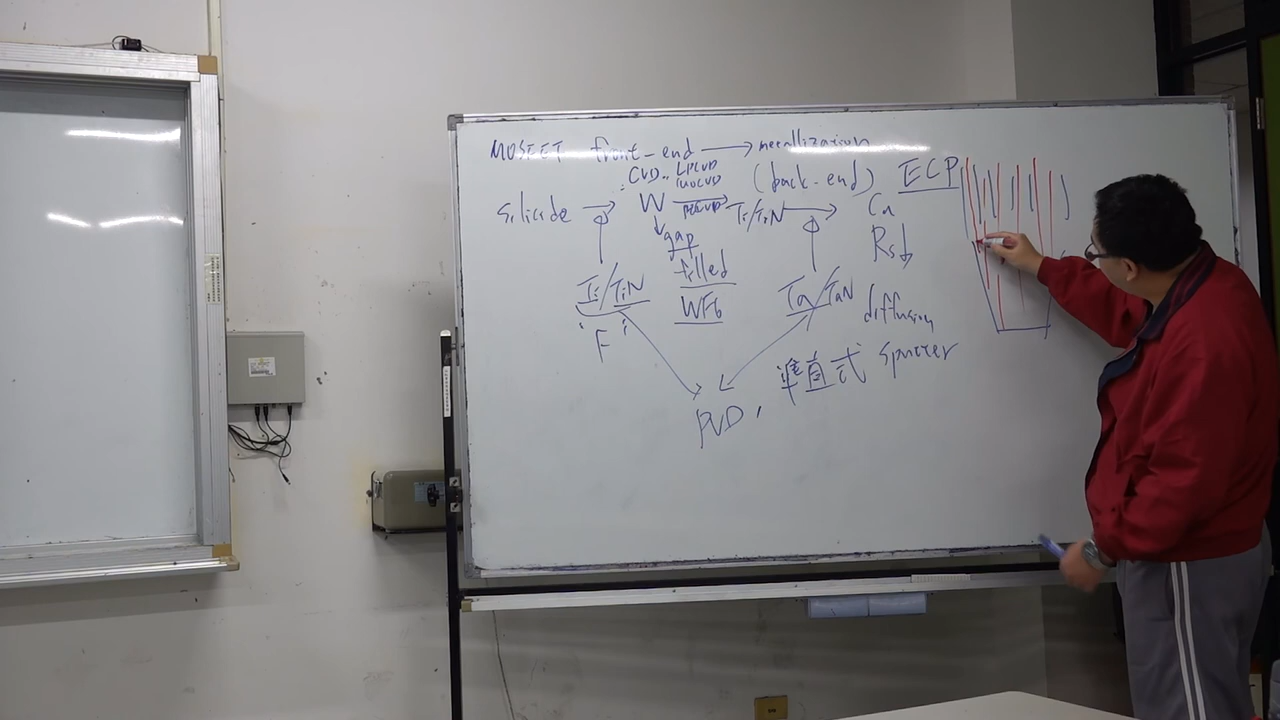 MOSFET front-end → metallization
CVD.. LPCVD
MOCVD
PECVD
(back-end)
ECP
Silicide → W → Ti/TiN → Cu
gap
filled
WF6
Rs↓
Ti/TiN
'F'
Ta/TaN
diffusion
PVD, 準直式 Sputter